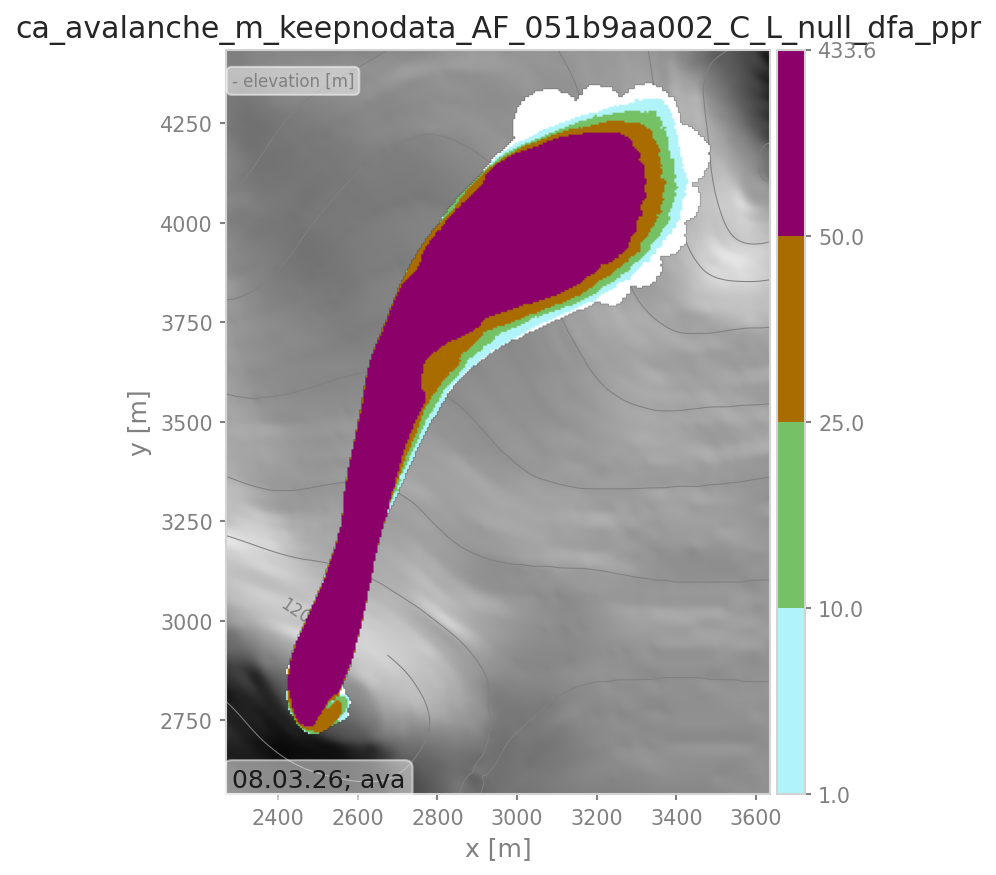 ca_avalanche_m_keepnodata_AF_051b9aa002_C_L_null_dfa_ppr
- elevation [m]
433.6
50.0
25.0
10.0
1.0
4250
4000
3750
3500
3250
3000
2750
y [m]
120
08.03.26; ava
2400 2600 2800 3000 3200 3400 3600
x [m]